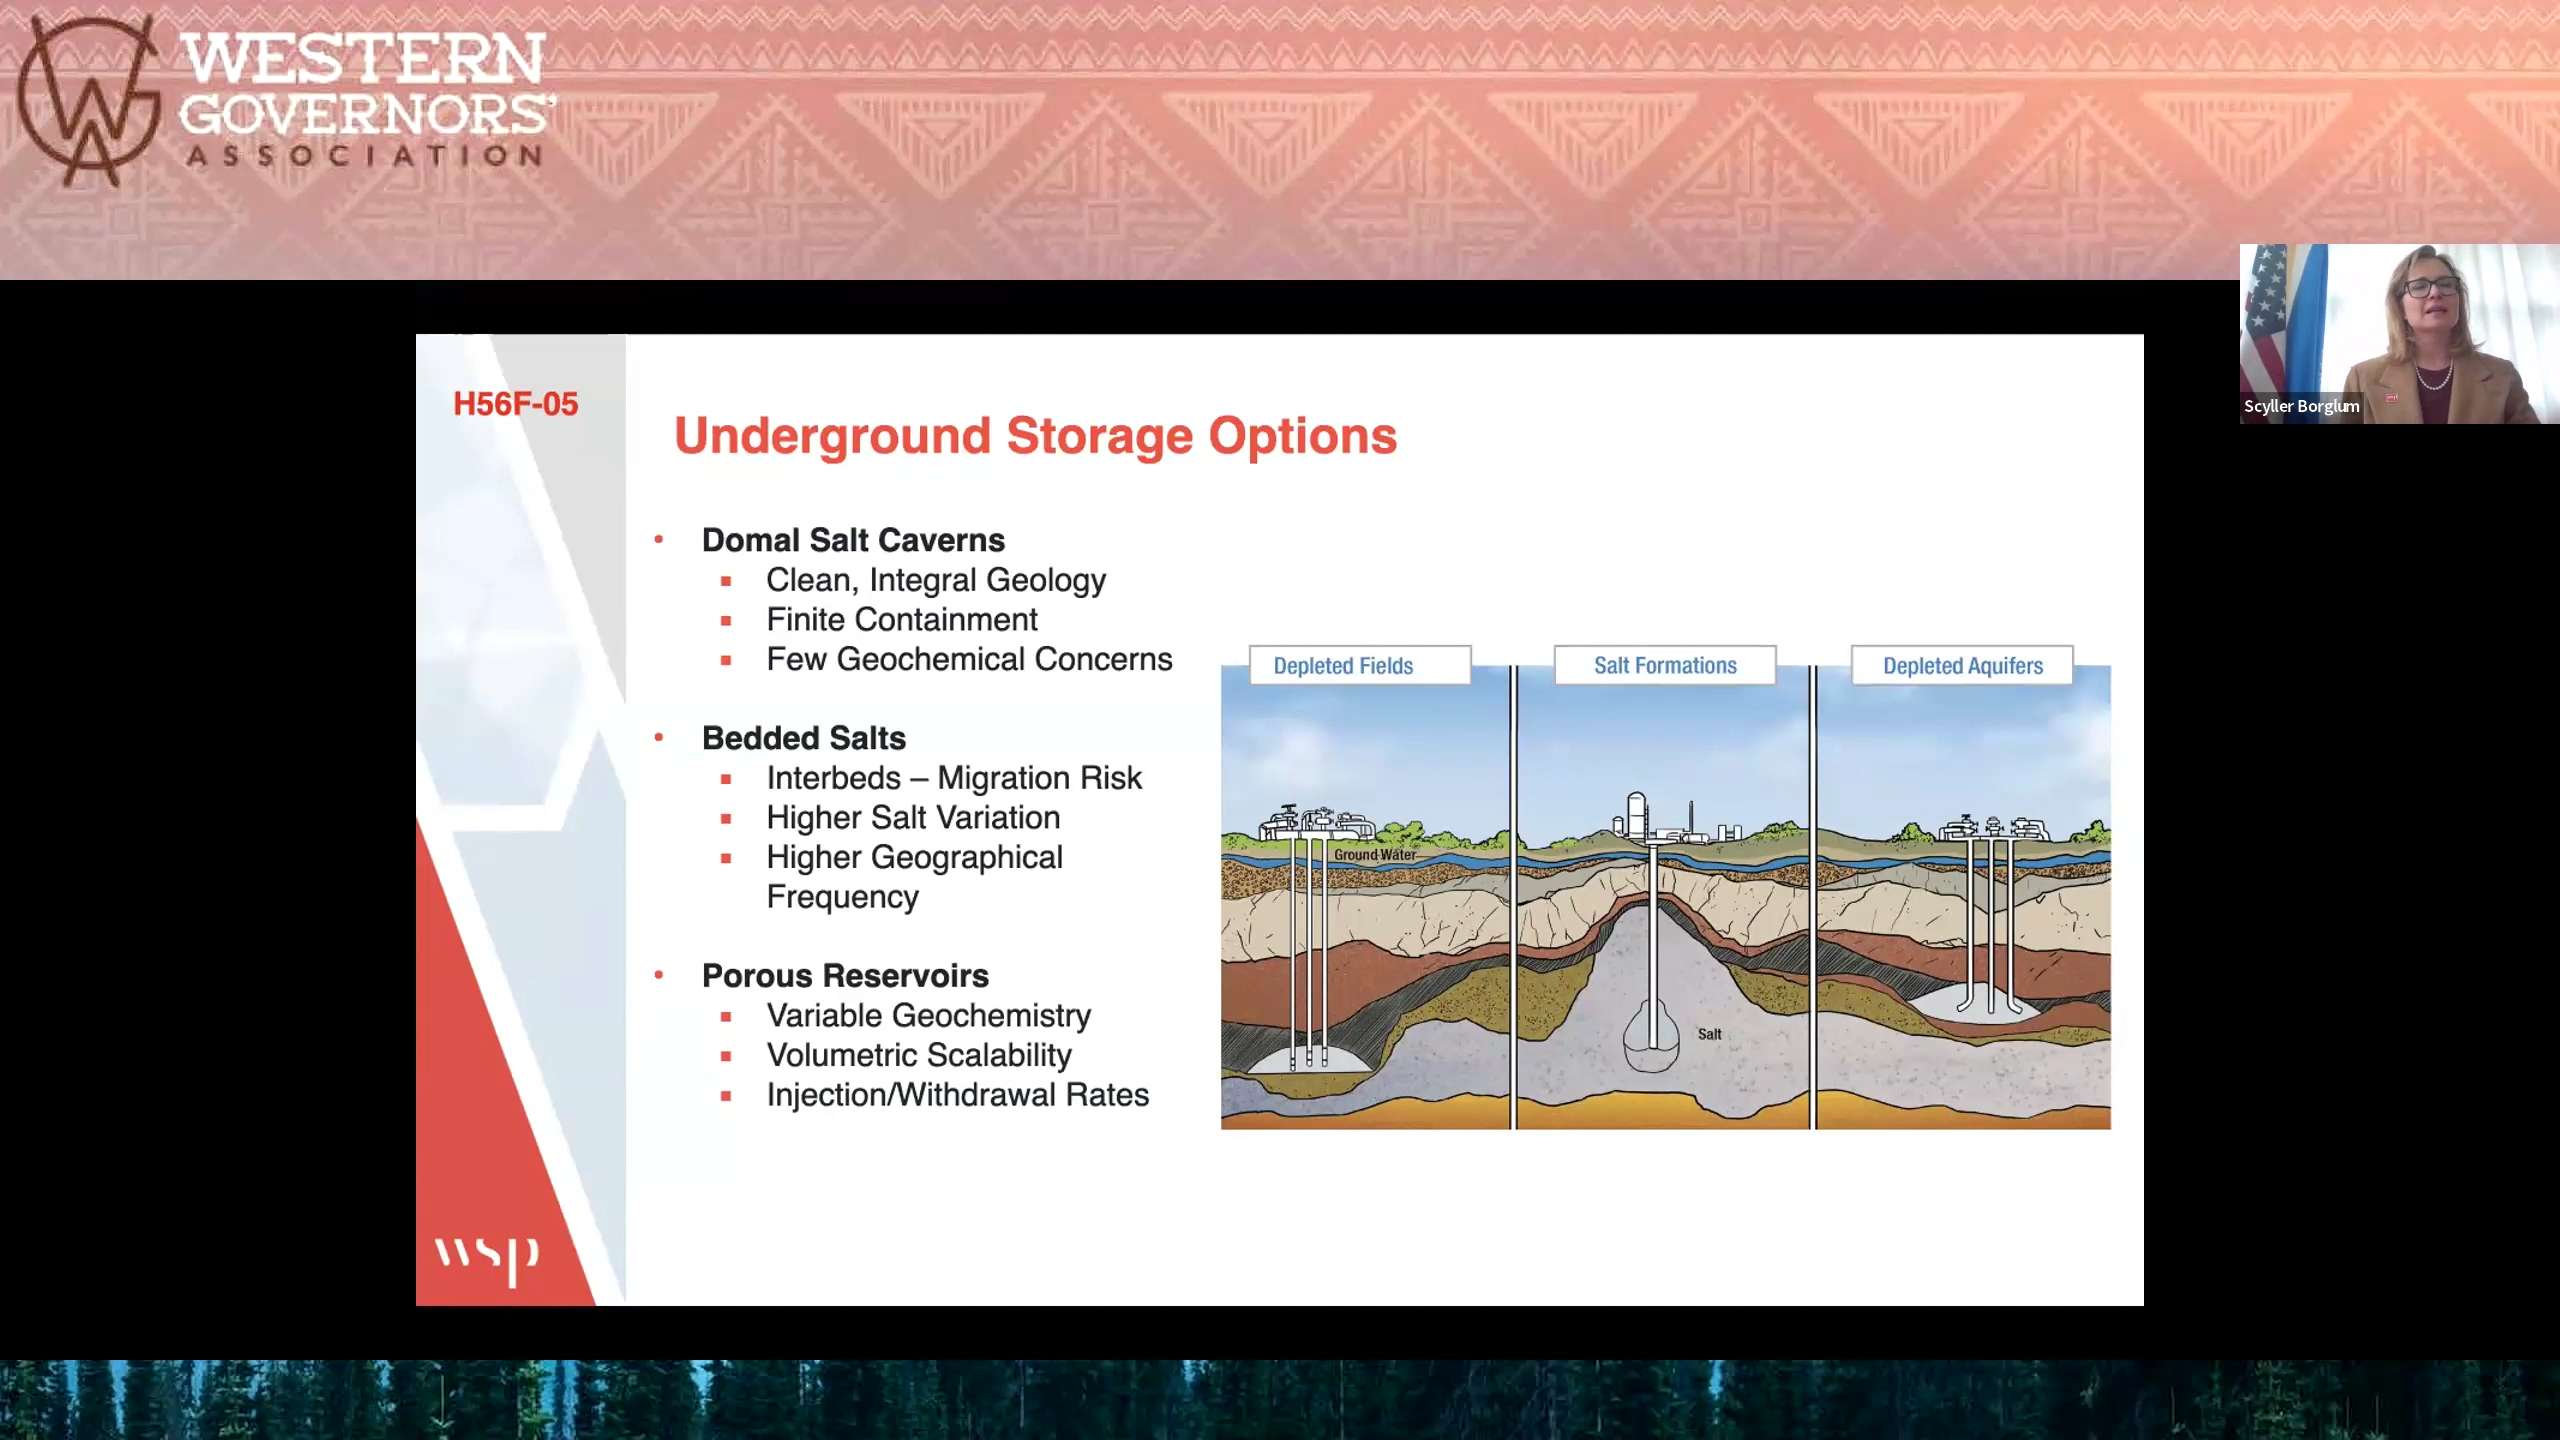 WESTERN
GOVERNORS'
ASSOCIATION
Scyller Borglum
H56F-05
Underground Storage Options
• Domal Salt Caverns
▪ Clean, Integral Geology
▪ Finite Containment
▪ Few Geochemical Concerns
• Bedded Salts
▪ Interbeds – Migration Risk
▪ Higher Salt Variation
▪ Higher Geographical
Frequency
• Porous Reservoirs
▪ Variable Geochemistry
▪ Volumetric Scalability
▪ Injection/Withdrawal Rates
Depleted Fields
Salt Formations
Depleted Aquifers
Ground Water
Salt
wsp